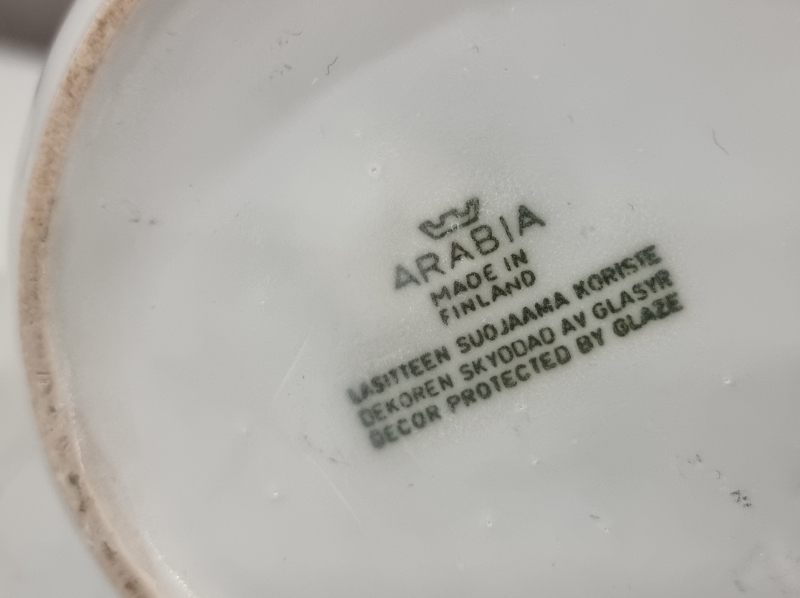 ARABIA
MADE IN
FINLAND
LASITTEEN SUOJAAMA KORISTE
DEKOREN SKYDDAD AV GLASYR
DECOR PROTECTED BY GLAZE